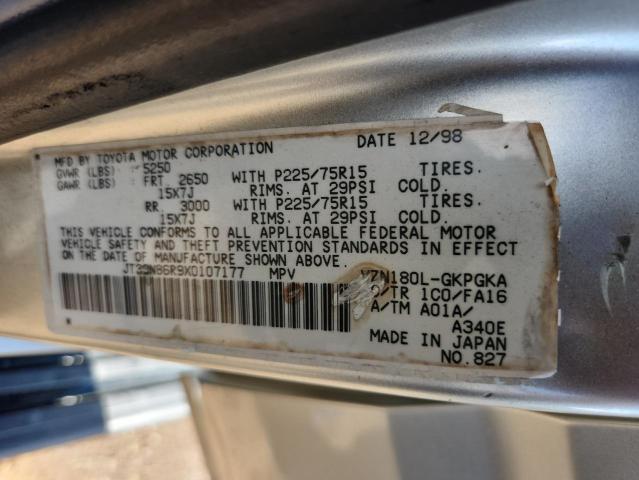 MFD BY TOYOTA MOTOR CORPORATION DATE 12/98
GVWR (LBS) 5250
GAWR (LBS) FRT 2650 WITH P225/75R15 TIRES.
15X7J RIMS. AT 29PSI COLD.
RR 3000 WITH P225/75R15 TIRES.
15X7J RIMS. AT 29PSI COLD.
THIS VEHICLE CONFORMS TO ALL APPLICABLE FEDERAL MOTOR
VEHICLE SAFETY AND THEFT PREVENTION STANDARDS IN EFFECT
ON THE DATE OF MANUFACTURE SHOWN ABOVE.
MPV VZN180L-GKPGKA
C/TR 1C0/FA16
A/TM A01A/
A340E
MADE IN JAPAN
NO.827